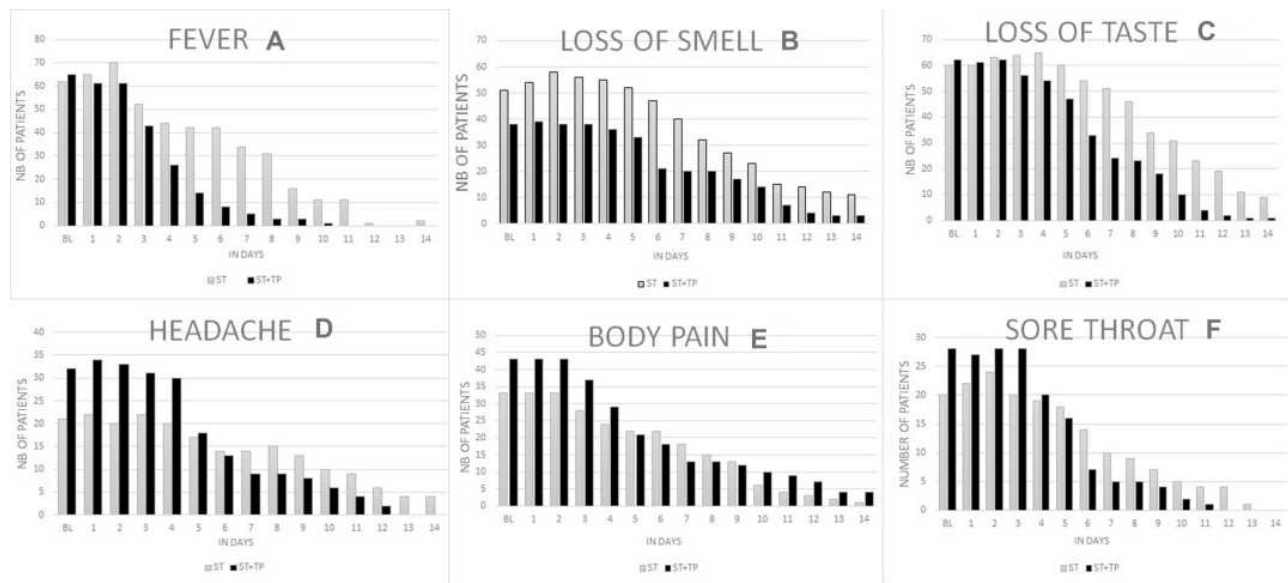 FEVER A
80
70
60
50
40
30
20
10
0
NB OF PATIENTS
BL 1 2 3 4 5 6 7 8 9 10 11 12 13 14
IN DAYS
ST ST+TP
LOSS OF SMELL B
70
60
50
40
30
20
10
0
NB OF PATIENTS
BL 1 2 3 4 5 6 7 8 9 10 11 12 13 14
IN DAYS
ST ST+TP
LOSS OF TASTE C
70
60
50
40
30
20
10
0
NB OF PATIENTS
BL 1 2 3 4 5 6 7 8 9 10 11 12 13 14
IN DAYS
ST ST+TP
HEADACHE D
40
35
30
25
20
15
10
5
0
NB OF PATIENTS
BL 1 2 3 4 5 6 7 8 9 10 11 12 13 14
IN DAYS
ST ST+TP
BODY PAIN E
50
45
43
35
30
25
20
15
10
5
0
NB OF PATIENTS
BL 1 2 3 4 5 6 7 8 9 10 11 12 13 14
IN DAYS
ST ST+TP
SORE THROAT F
30
25
20
15
10
5
0
NUMBER OF PATIENTS
BL 1 2 3 4 5 6 7 8 9 10 11 12 13 14
IN DAYS
ST ST+TP